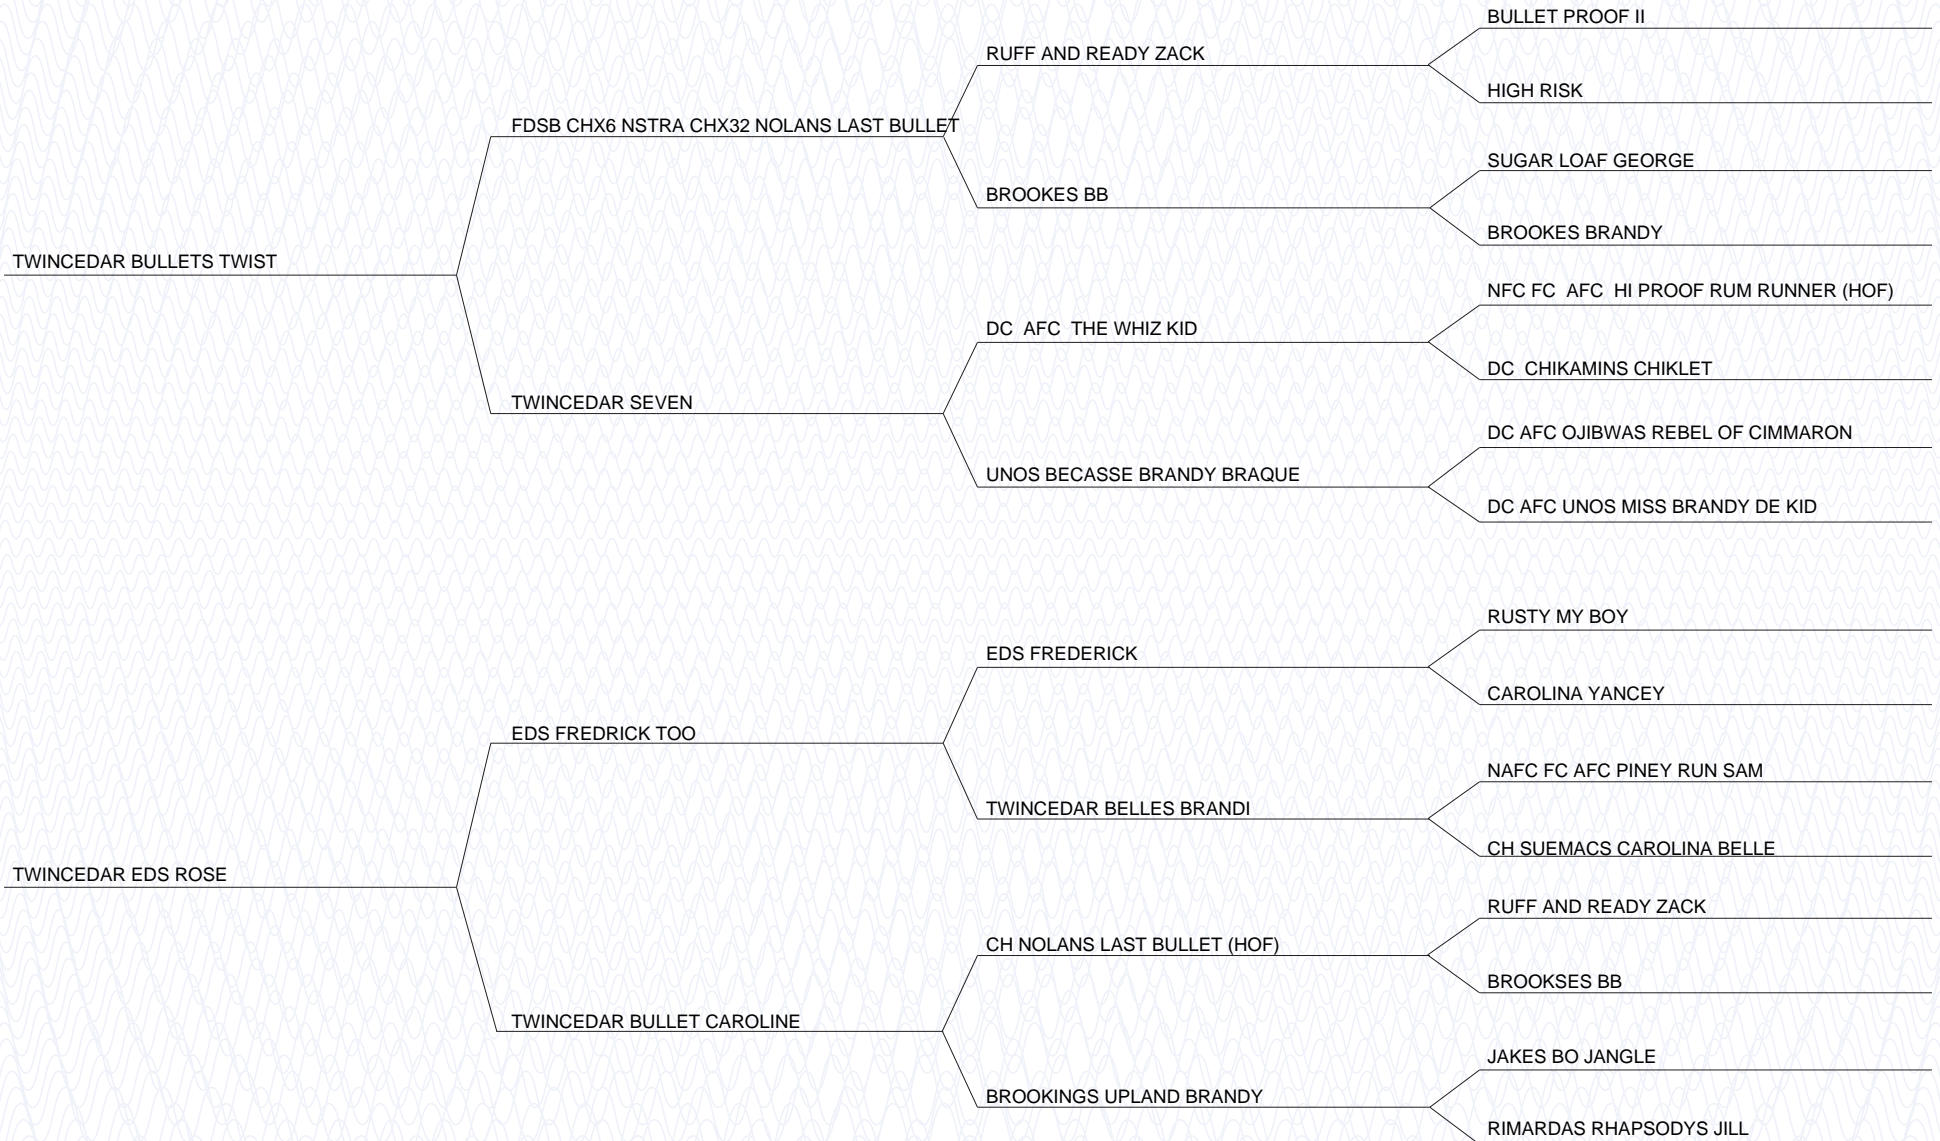 BULLET PROOF II
RUFF AND READY ZACK
HIGH RISK
FDSB CHX6 NSTRA CHX32 NOLANS LAST BULLET
SUGAR LOAF GEORGE
BROOKES BB
BROOKES BRANDY
TWINCEDAR BULLETS TWIST
NFC FC  AFC  HI PROOF RUM RUNNER (HOF)
DC  AFC  THE WHIZ KID
DC  CHIKAMINS CHIKLET
TWINCEDAR SEVEN
DC AFC OJIBWAS REBEL OF CIMMARON
UNOS BECASSE BRANDY BRAQUE
DC AFC UNOS MISS BRANDY DE KID
RUSTY MY BOY
EDS FREDERICK
CAROLINA YANCEY
EDS FREDRICK TOO
NAFC FC AFC PINEY RUN SAM
TWINCEDAR BELLES BRANDI
CH SUEMACS CAROLINA BELLE
TWINCEDAR EDS ROSE
RUFF AND READY ZACK
CH NOLANS LAST BULLET (HOF)
BROOKSES BB
TWINCEDAR BULLET CAROLINE
JAKES BO JANGLE
BROOKINGS UPLAND BRANDY
RIMARDAS RHAPSODYS JILL